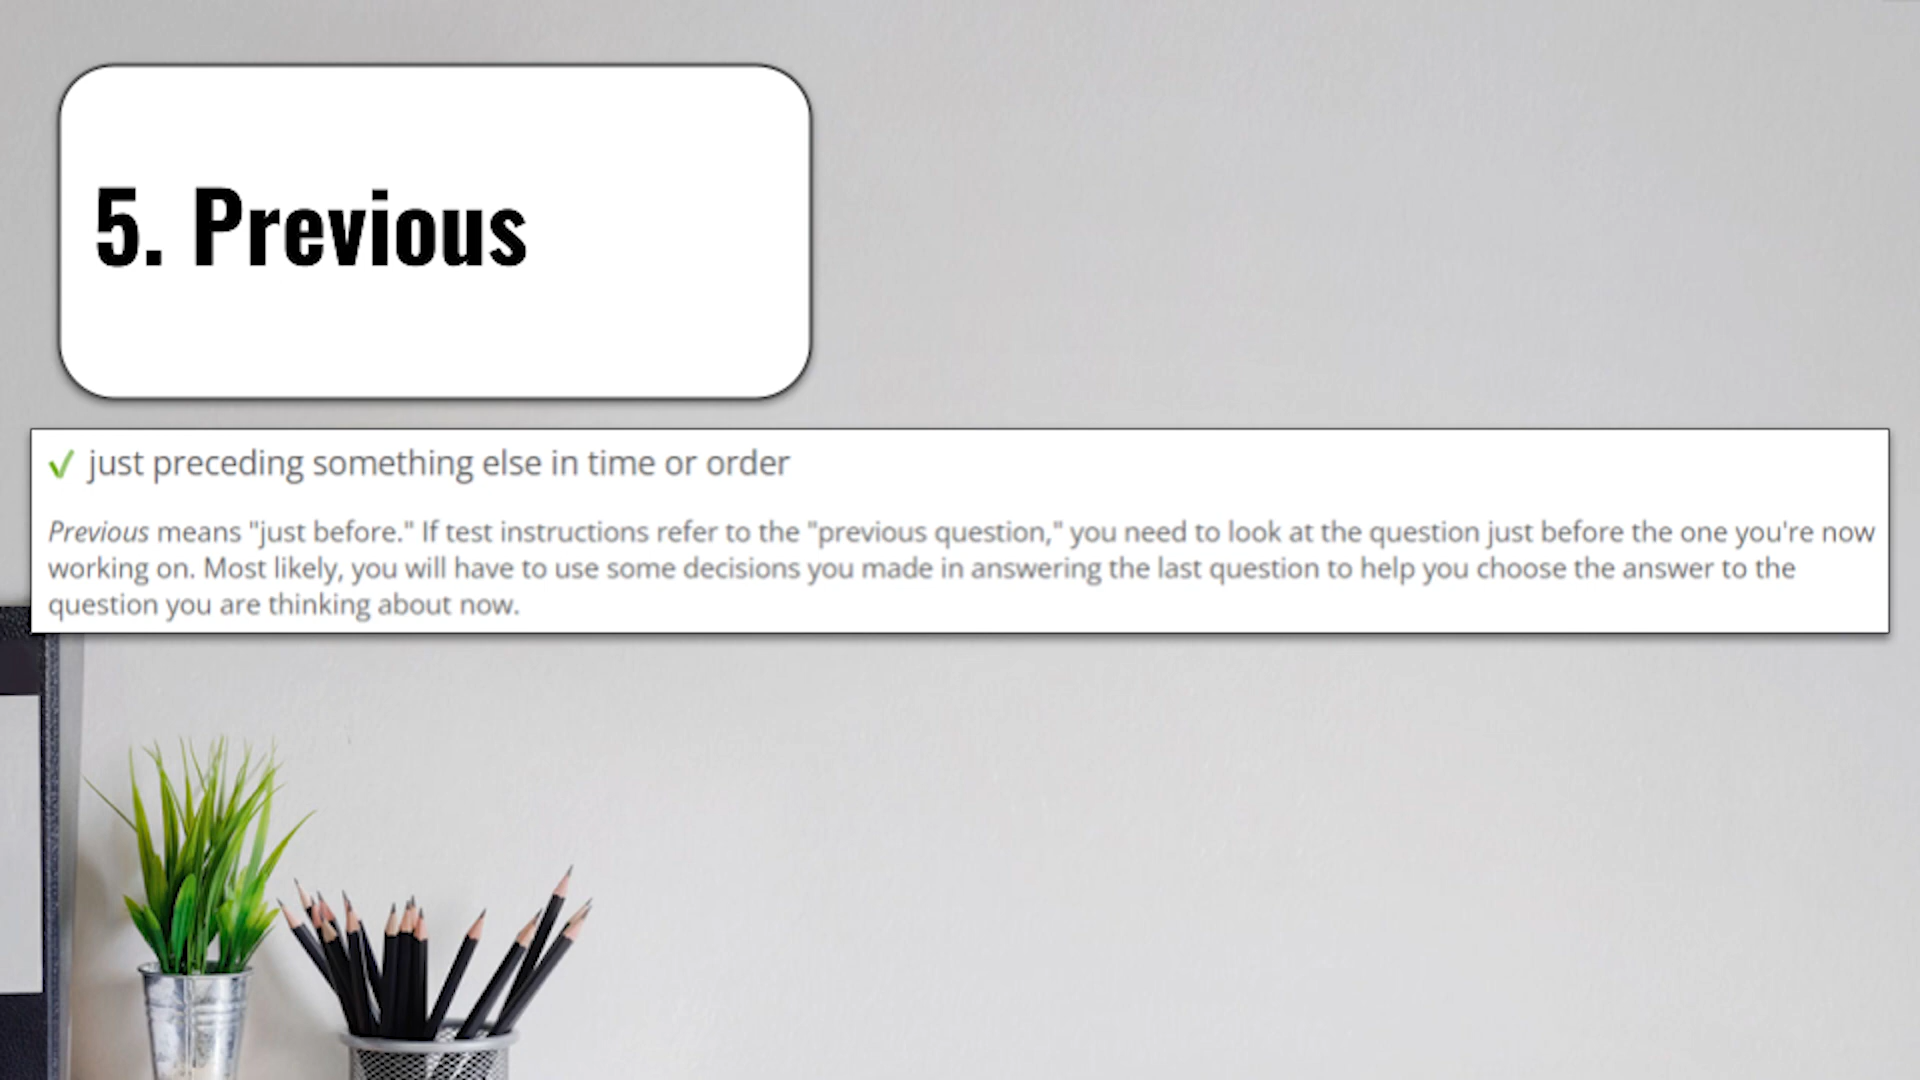 5. Previous
just preceding something else in time or order
Previous means "just before." If test instructions refer to the "previous question," you need to look at the question just before the one you're now
working on. Most likely, you will have to use some decisions you made in answering the last question to help you choose the answer to the
question you are thinking about now.